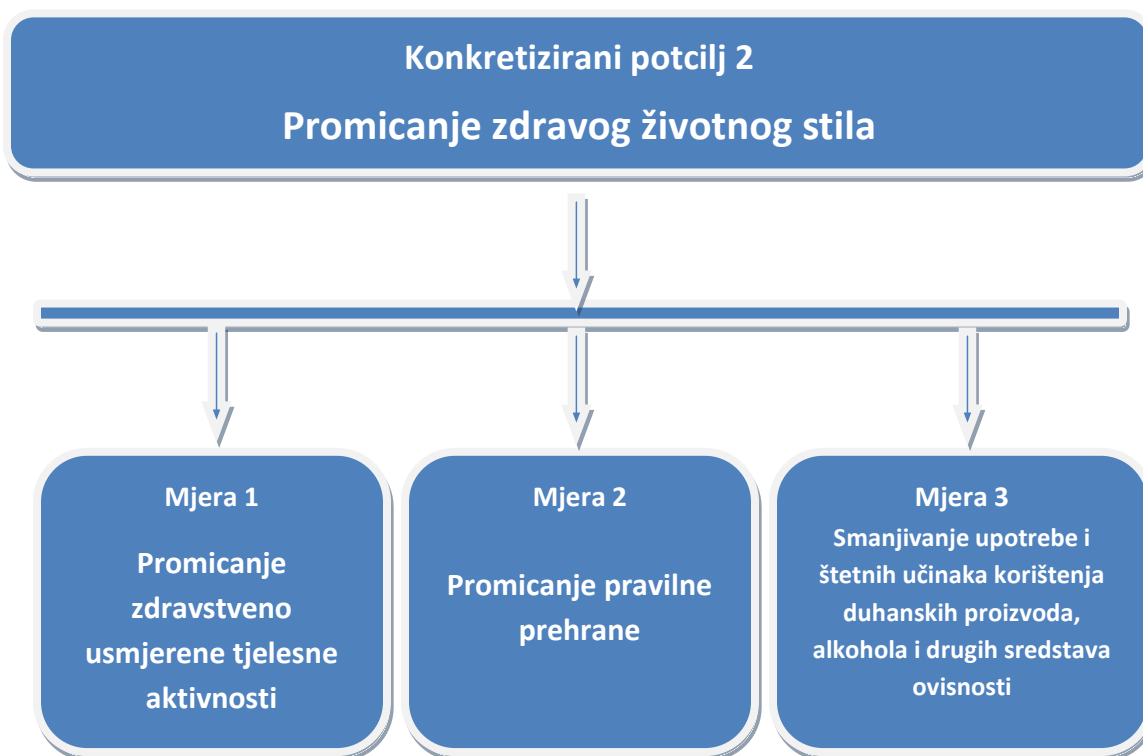 Konkretizirani potcilj 2
Promicanje zdravog životnog stila
Mjera 1
Promicanje
zdravstveno
usmjerene tjelesne
aktivnosti
Mjera 2
Promicanje pravilne
prehrane
Mjera 3
Smanjivanje upotrebe i
štetnih učinaka korištenja
duhanskih proizvoda,
alkohola i drugih sredstava
ovisnosti